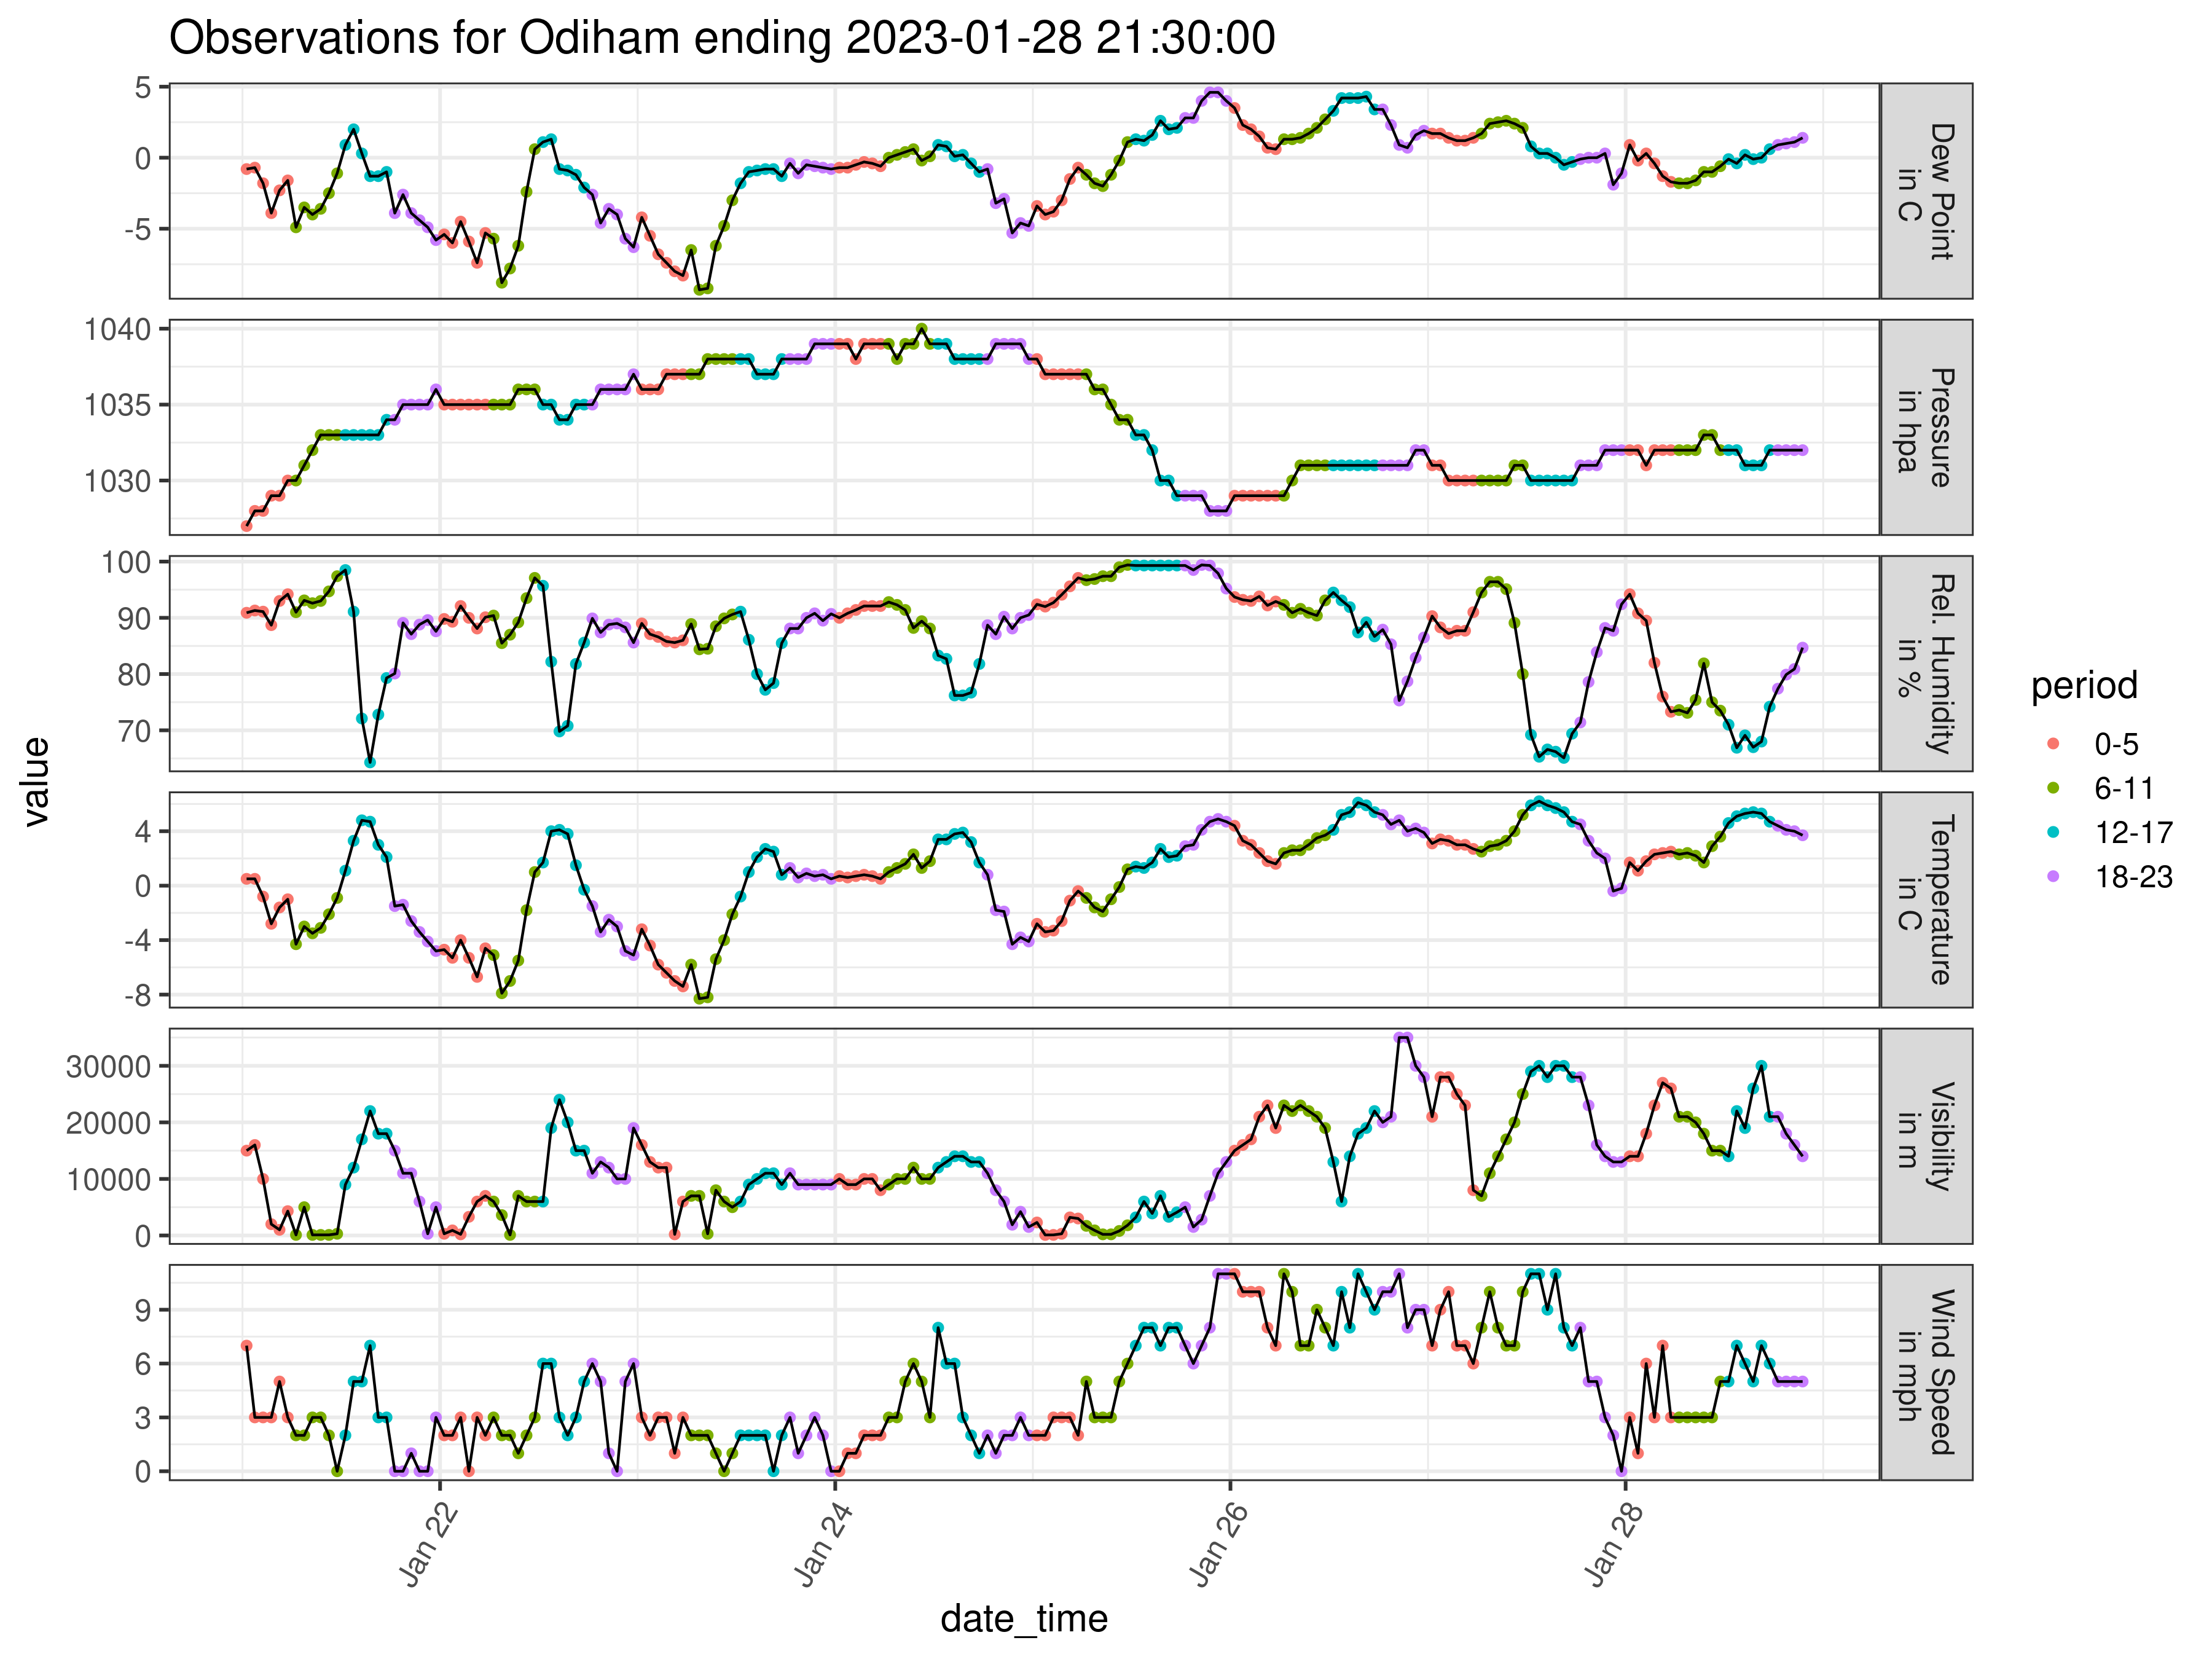 Observations for Odiham ending 2023-01-28 21:30:00
5
0
-5
Dew Point
in C
1040
1035
1030
Pressure
in hpa
100
90
80
70
Rel. Humidity
in %
4
0
-4
-8
Temperature
in C
30000
20000
10000
0
Visibility
in m
9
6
3
0
Wind Speed
in mph
value
Jan 22
Jan 24
Jan 26
Jan 28
date_time
period
0-5
6-11
12-17
18-23